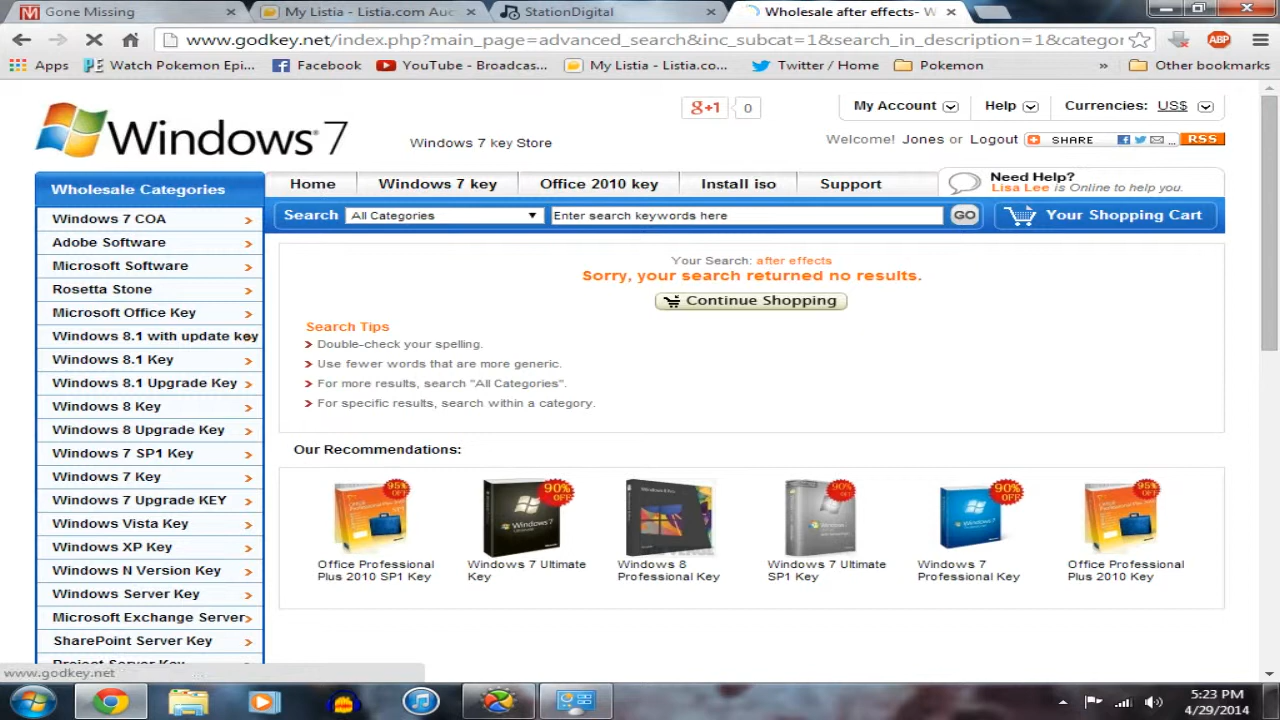 Gone Missing
My Listia - Listia.com Auc
StationDigital
Wholesale after effects- W
www.godkey.net/index.php?main_page=advanced_search&inc_subcat=1&search_in_description=1&categor
Apps
Watch Pokemon Epi...
Facebook
YouTube - Broadcas...
My Listia - Listia.co...
Twitter / Home
Pokemon
»
Other bookmarks
ABP
Windows 7
Windows 7 key Store
g+1 0
My Account
Help
Currencies: US$
Welcome! Jones or Logout
SHARE
...
RSS
Wholesale Categories
Home
Windows 7 key
Office 2010 key
Install iso
Support
Need Help?
Lisa Lee is Online to help you.
Search
All Categories
Enter search keywords here
GO
Your Shopping Cart
Windows 7 COA
Adobe Software
Microsoft Software
Rosetta Stone
Microsoft Office Key
Windows 8.1 with update key
Windows 8.1 Key
Windows 8.1 Upgrade Key
Windows 8 Key
Windows 8 Upgrade Key
Windows 7 SP1 Key
Windows 7 Key
Windows 7 Upgrade KEY
Windows Vista Key
Windows XP Key
Windows N Version Key
Windows Server Key
Microsoft Exchange Server
SharePoint Server Key
Project Server Key
Your Search: after effects
Sorry, your search returned no results.
Continue Shopping
Search Tips
Double-check your spelling.
Use fewer words that are more generic.
For more results, search "All Categories".
For specific results, search within a category.
Our Recommendations:
95% OFF
90% OFF
90% OFF
90% OFF
95% OFF
Office Professional
Plus 2010 SP1 Key
Windows 7 Ultimate
Key
Windows 8
Professional Key
Windows 7 Ultimate
SP1 Key
Windows 7
Professional Key
Office Professional
Plus 2010 Key
www.godkey.net
5:23 PM
4/29/2014